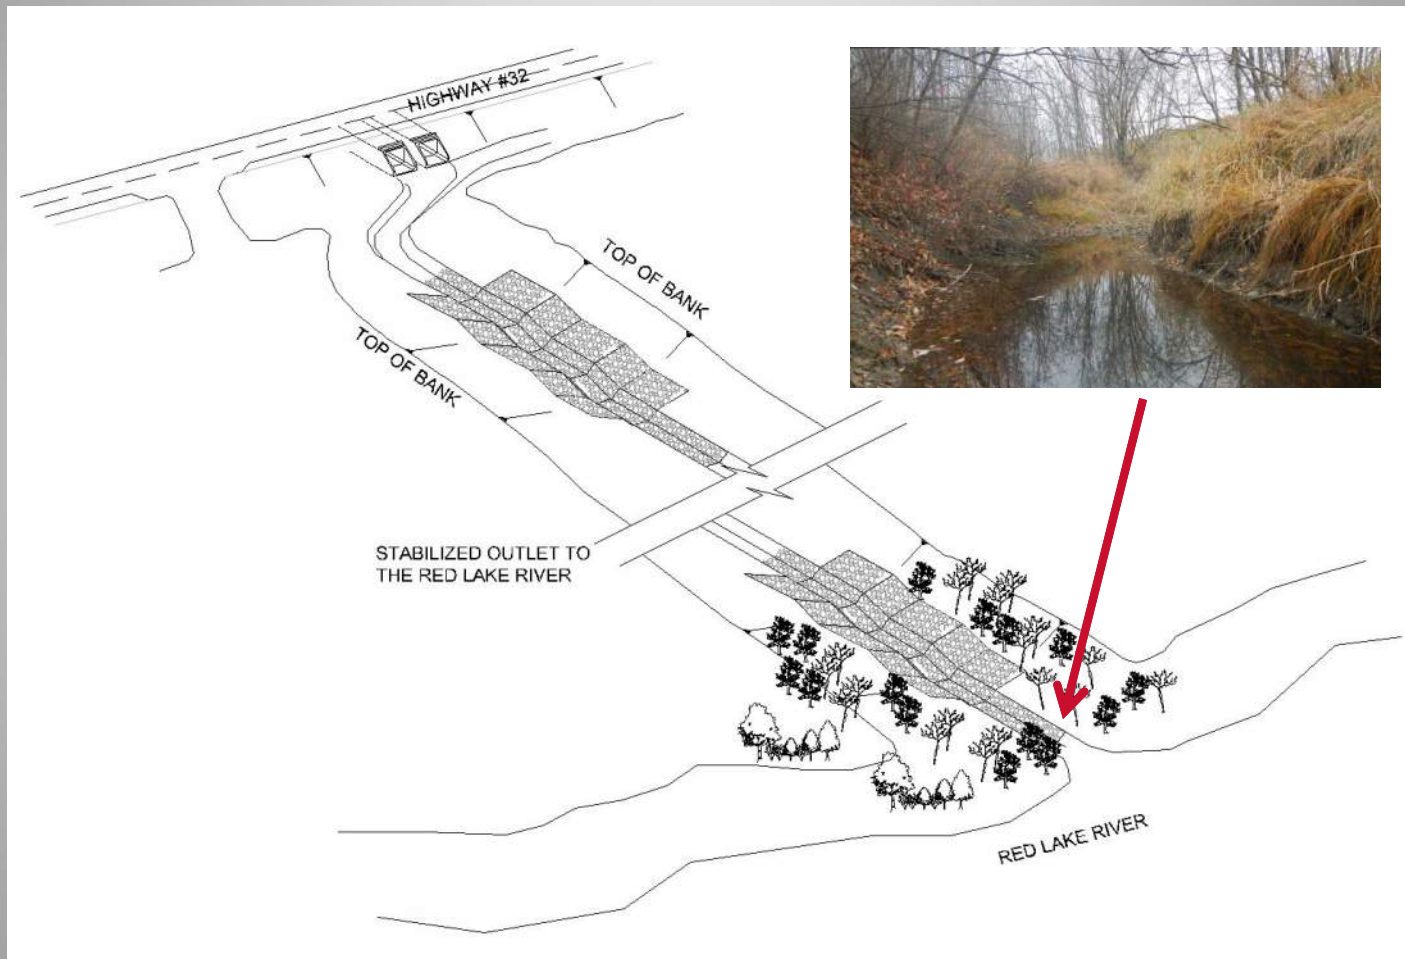 HIGHWAY #32
TOP OF BANK
TOP OF BANK
STABILIZED OUTLET TO
THE RED LAKE RIVER
RED LAKE RIVER